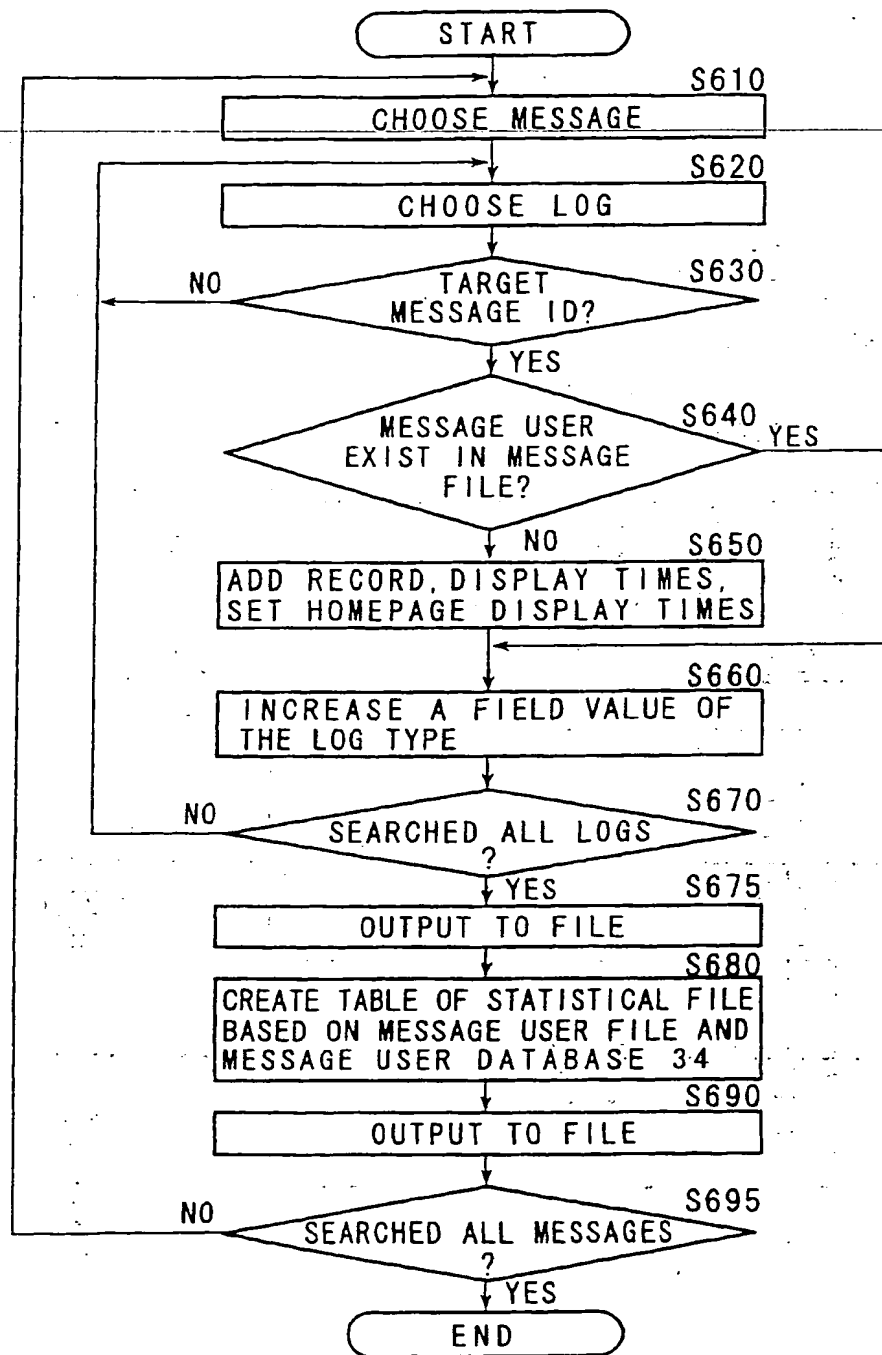 START
S610
CHOOSE MESSAGE
S620
CHOOSE LOG
S630
NO
TARGET
MESSAGE ID?
YES
S640
MESSAGE USER
EXIST IN MESSAGE
FILE?
YES
NO
S650
ADD RECORD, DISPLAY TIMES,
SET HOMEPAGE DISPLAY TIMES
S660
INCREASE A FIELD VALUE OF
THE LOG TYPE
S670
NO
SEARCHED ALL LOGS
?
YES
S675
OUTPUT TO FILE
S680
CREATE TABLE OF STATISTICAL FILE
BASED ON MESSAGE USER FILE AND
MESSAGE USER DATABASE 34
S690
OUTPUT TO FILE
S695
NO
SEARCHED ALL MESSAGES
?
YES
END